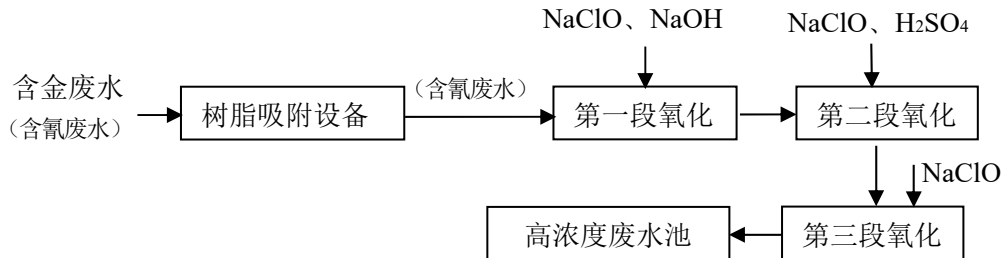 NaClO、NaOH
NaClO、H₂SO₄
含金废水
（含氰废水）
树脂吸附设备
（含氰废水）
第一段氧化
第二段氧化
NaClO
高浓度废水池
第三段氧化